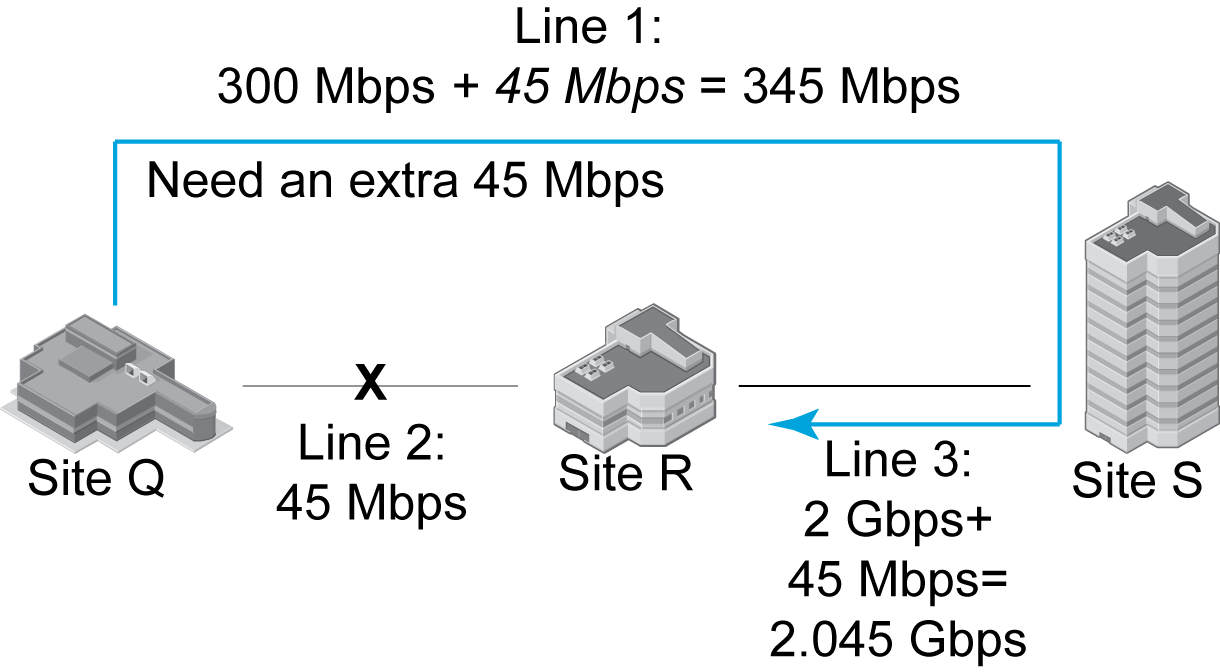 Line 1:
300 Mbps + 45 Mbps = 345 Mbps
Need an extra 45 Mbps
X
Line 2:
45 Mbps
Site Q
Site R
Line 3:
2 Gbps+
45 Mbps=
2.045 Gbps
Site S